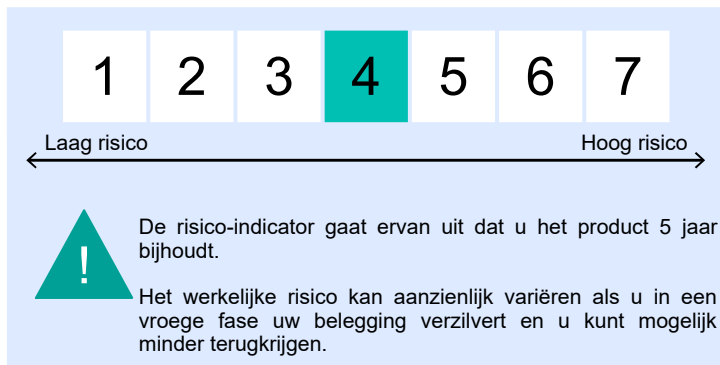 1 2 3 4 5 6 7
Laag risico Hoog risico
!
De risico-indicator gaat ervan uit dat u het product 5 jaar
bijhoudt.
Het werkelijke risico kan aanzienlijk variëren als u in een
vroege fase uw belegging verzilvert en u kunt mogelijk
minder terugkrijgen.